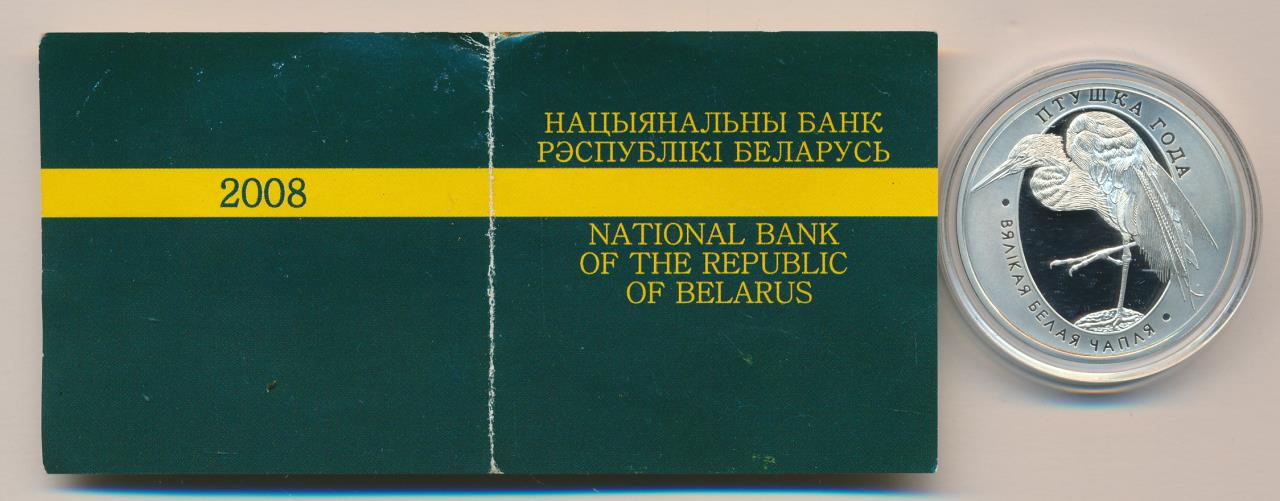 2008
НАЦЫЯНАЛЬНЫ БАНК
РЭСПУБЛІКІ БЕЛАРУСЬ
NATIONAL BANK
OF THE REPUBLIC
OF BELARUS
ПТУШКА ГОДА
• ВЯЛІКАЯ БЕЛАЯ ЧАПЛЯ •